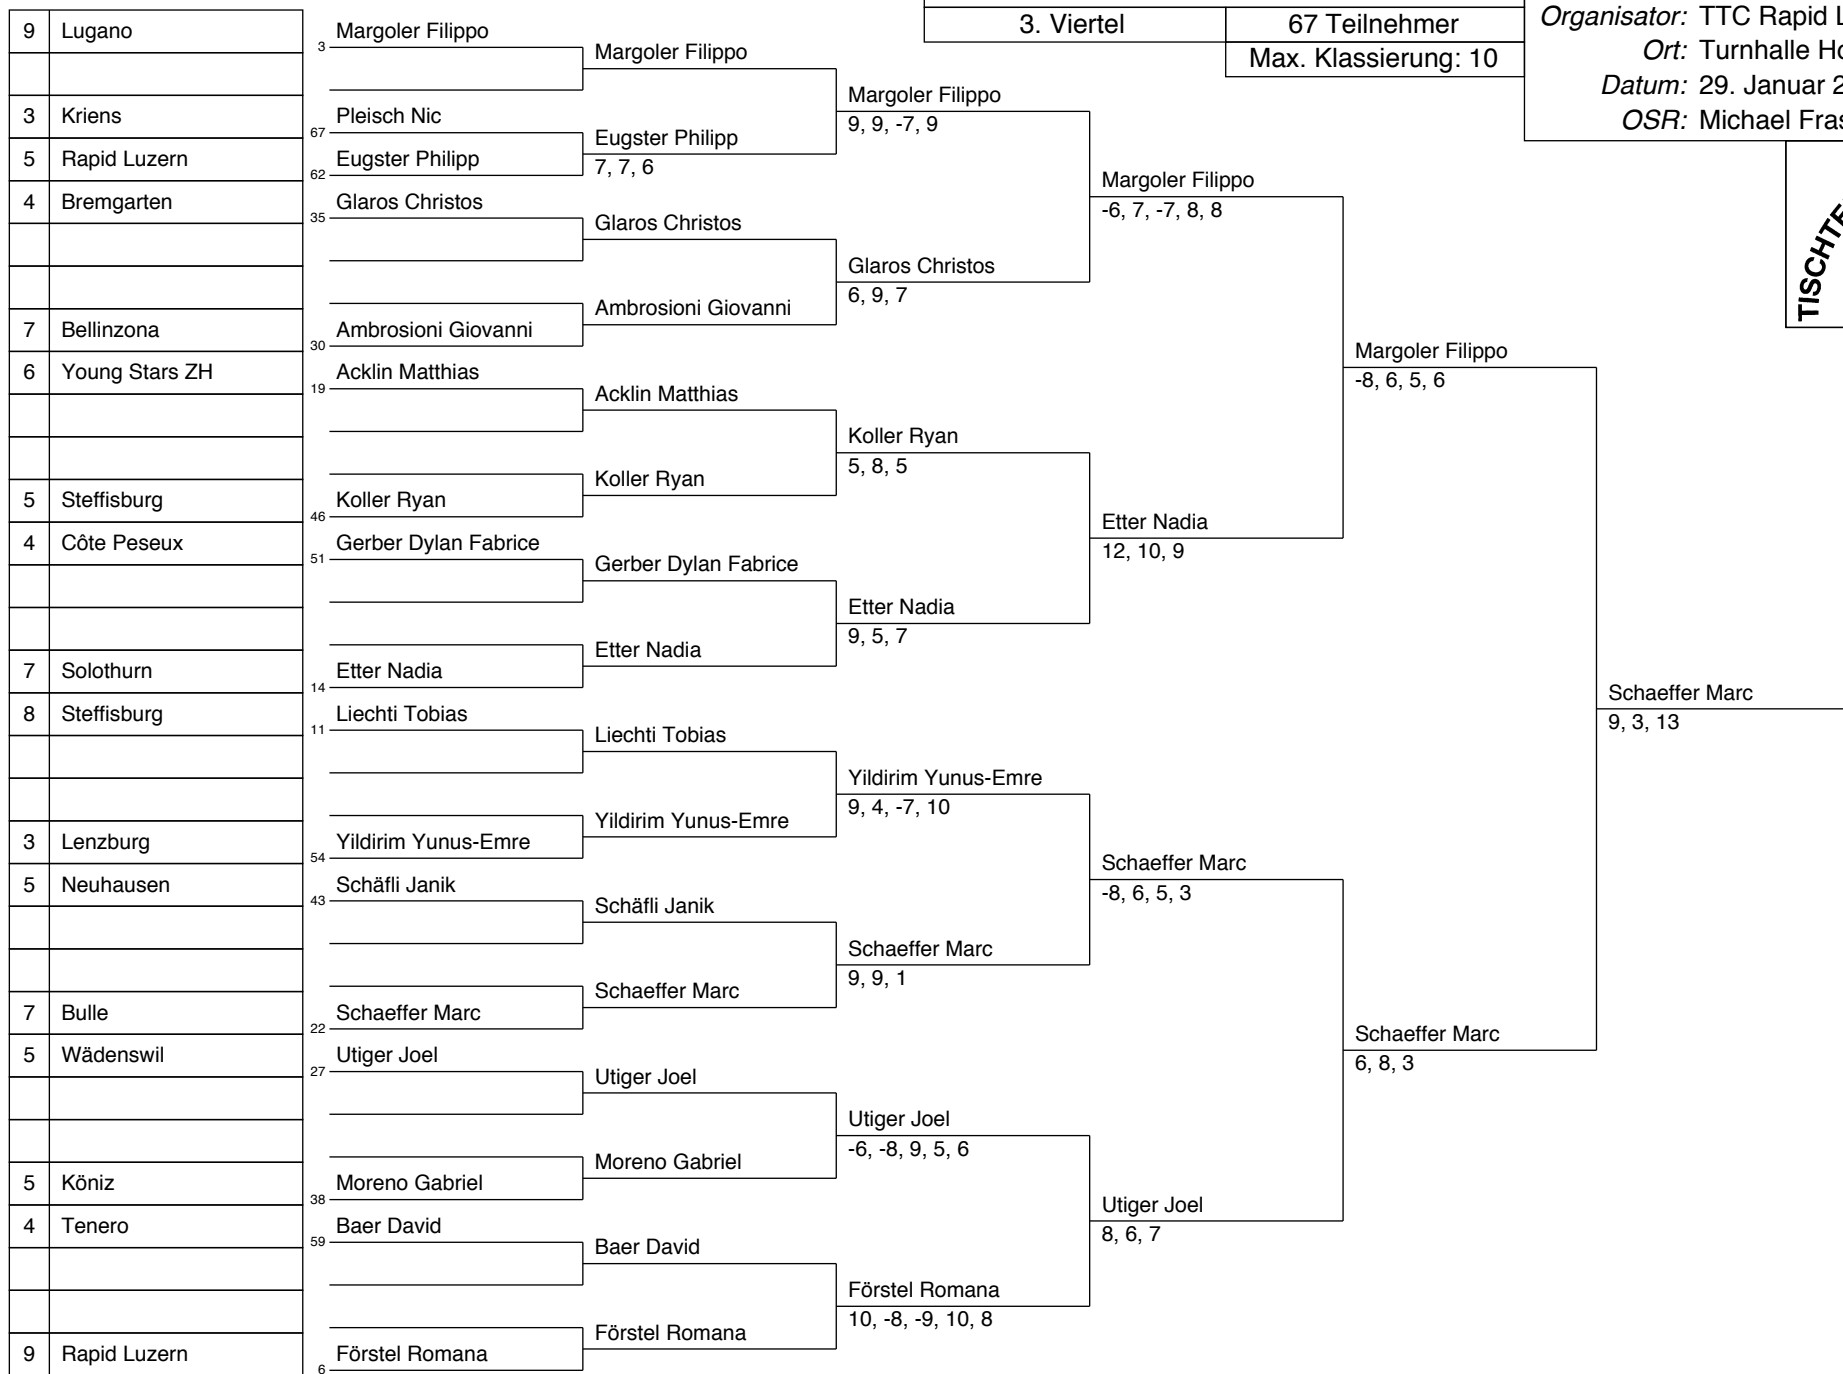 3. Viertel
67 Teilnehmer
Max. Klassierung: 10
Organisator: TTC Rapid
Ort: Turnhalle
Datum: 29. Januar
OSR: Michael
9 Lugano 3 Margoler Filippo
Margoler Filippo
Margoler Filippo
9, 9, -7, 9
3 Kriens 67 Pleisch Nic
Eugster Philipp
7, 7, 6
5 Rapid Luzern 62 Eugster Philipp
Margoler Filippo
-6, 7, -7, 8, 8
4 Bremgarten 35 Glaros Christos
Glaros Christos
Glaros Christos
6, 9, 7
Ambrosioni Giovanni
7 Bellinzona 30 Ambrosioni Giovanni
Margoler Filippo
-8, 6, 5, 6
6 Young Stars ZH 19 Acklin Matthias
Acklin Matthias
Koller Ryan
5, 8, 5
Koller Ryan
5 Steffisburg 46 Koller Ryan
Etter Nadia
12, 10, 9
4 Côte Peseux 51 Gerber Dylan Fabrice
Gerber Dylan Fabrice
Etter Nadia
9, 5, 7
Etter Nadia
7 Solothurn 14 Etter Nadia
Schaeffer Marc
9, 3, 13
8 Steffisburg 11 Liechti Tobias
Liechti Tobias
Yildirim Yunus-Emre
9, 4, -7, 10
Yildirim Yunus-Emre
3 Lenzburg 54 Yildirim Yunus-Emre
Schaeffer Marc
-8, 6, 5, 3
5 Neuhausen 43 Schäfli Janik
Schäfli Janik
Schaeffer Marc
9, 9, 1
Schaeffer Marc
7 Bulle 22 Schaeffer Marc
Schaeffer Marc
6, 8, 3
5 Wädenswil 27 Utiger Joel
Utiger Joel
Utiger Joel
-6, -8, 9, 5, 6
Moreno Gabriel
5 Köniz 38 Moreno Gabriel
Utiger Joel
8, 6, 7
4 Tenero 59 Baer David
Baer David
Förstel Romana
10, -8, -9, 10, 8
Förstel Romana
9 Rapid Luzern 6 Förstel Romana